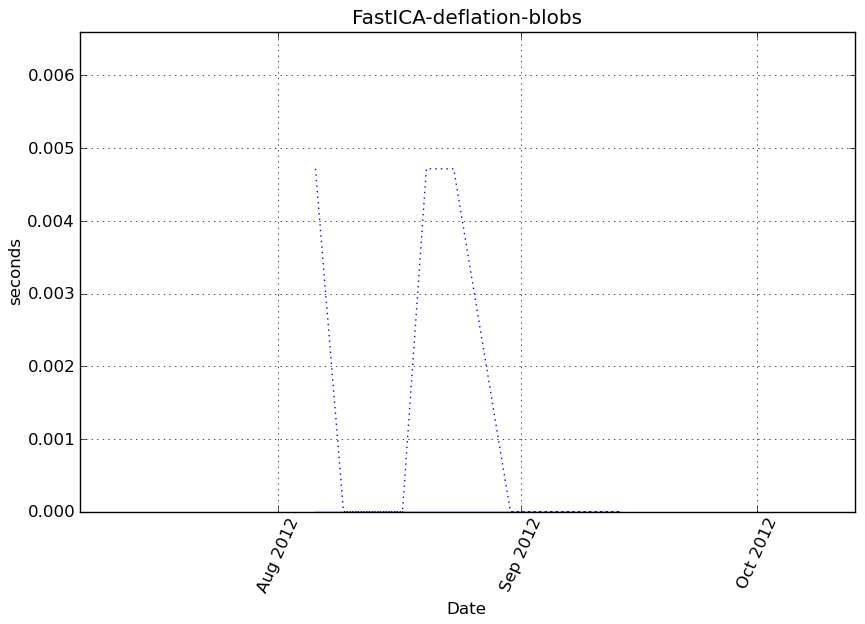 FastICA-deflation-blobs
0.006
0.005
0.004
0.003
0.002
0.001
0.000
seconds
Aug 2012
Sep 2012
Oct 2012
Date